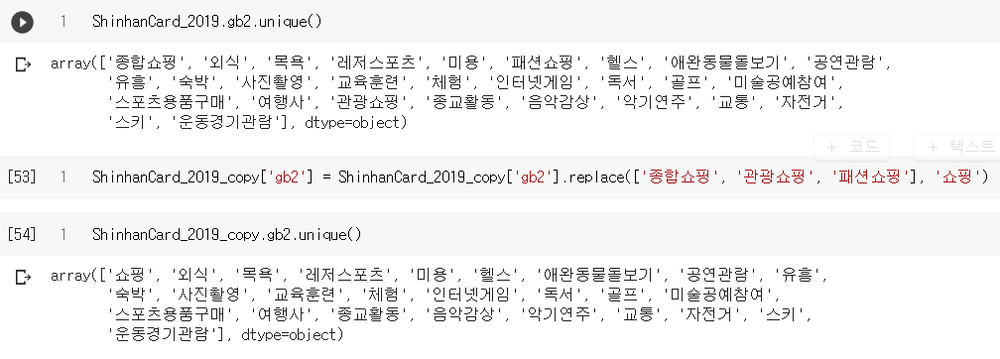 1 ShinhanCard_2019.gb2.unique()
array(['종합쇼핑', '외식', '목욕', '레저스포츠', '미용', '패션쇼핑', '헬스', '애완동물돌보기', '공연관람',
'유흥', '숙박', '사진촬영', '교육훈련', '체험', '인터넷게임', '독서', '골프', '미술공예참여',
'스포츠용품구매', '여행사', '관광쇼핑', '종교활동', '음악감상', '악기연주', '교통', '자전거',
'스키', '운동경기관람'], dtype=object)
+ 코드 + 텍스트
[53] 1 ShinhanCard_2019_copy['gb2'] = ShinhanCard_2019_copy['gb2'].replace(['종합쇼핑', '관광쇼핑', '패션쇼핑'], '쇼핑')
[54] 1 ShinhanCard_2019_copy.gb2.unique()
array(['쇼핑', '외식', '목욕', '레저스포츠', '미용', '헬스', '애완동물돌보기', '공연관람', '유흥',
'숙박', '사진촬영', '교육훈련', '체험', '인터넷게임', '독서', '골프', '미술공예참여',
'스포츠용품구매', '여행사', '종교활동', '음악감상', '악기연주', '교통', '자전거', '스키',
'운동경기관람'], dtype=object)